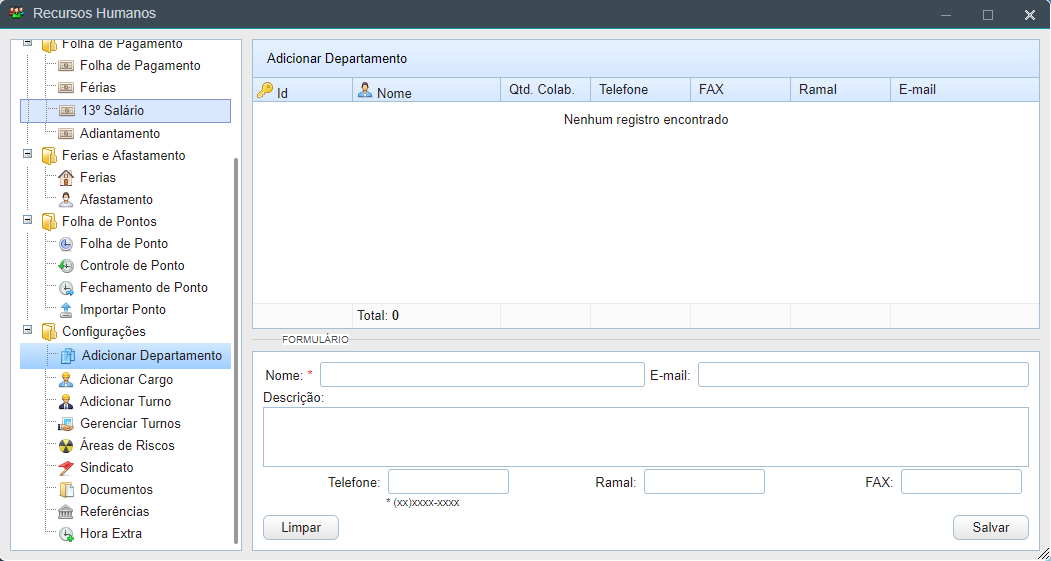 Recursos Humanos
Folha de Pagamento
Folha de Pagamento
Férias
13º Salário
Adiantamento
Ferias e Afastamento
Ferias
Afastamento
Folha de Pontos
Folha de Ponto
Controle de Ponto
Fechamento de Ponto
Importar Ponto
Configurações
Adicionar Departamento
Adicionar Cargo
Adicionar Turno
Gerenciar Turnos
Áreas de Riscos
Sindicato
Documentos
Referências
Hora Extra
Adicionar Departamento
Id Nome Qtd. Colab. Telefone FAX Ramal E-mail
Nenhum registro encontrado
Total: 0
FORMULÁRIO
Nome: * E-mail:
Descrição:
Telefone: Ramal: FAX:
* (xx)xxxx-xxxx
Limpar Salvar